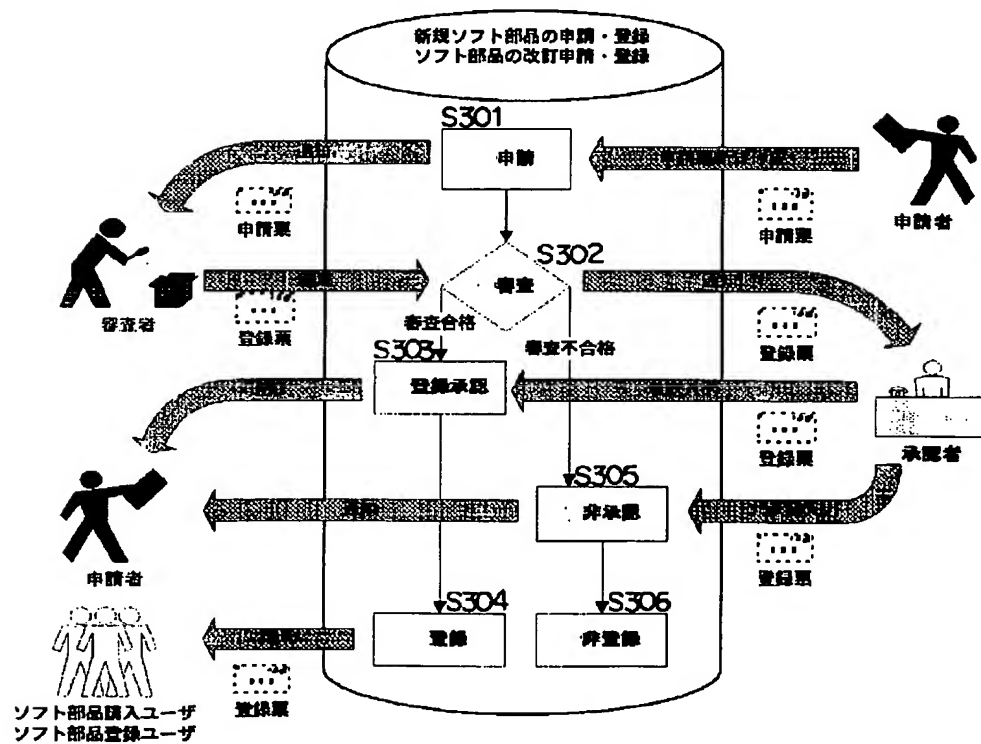 新規ソフト部品の申請・登録
ソフト部品の改訂申請・登録
S301
申請
申請票
申請票
申請者
S302
審査
審査者
登録票
審査合格
審査不合格
登録票
S303
登録承認
登録票
承認者
S305
非承認
登録票
申請者
S304
登録
S306
非登録
登録票
ソフト部品購入ユーザ
ソフト部品登録ユーザ